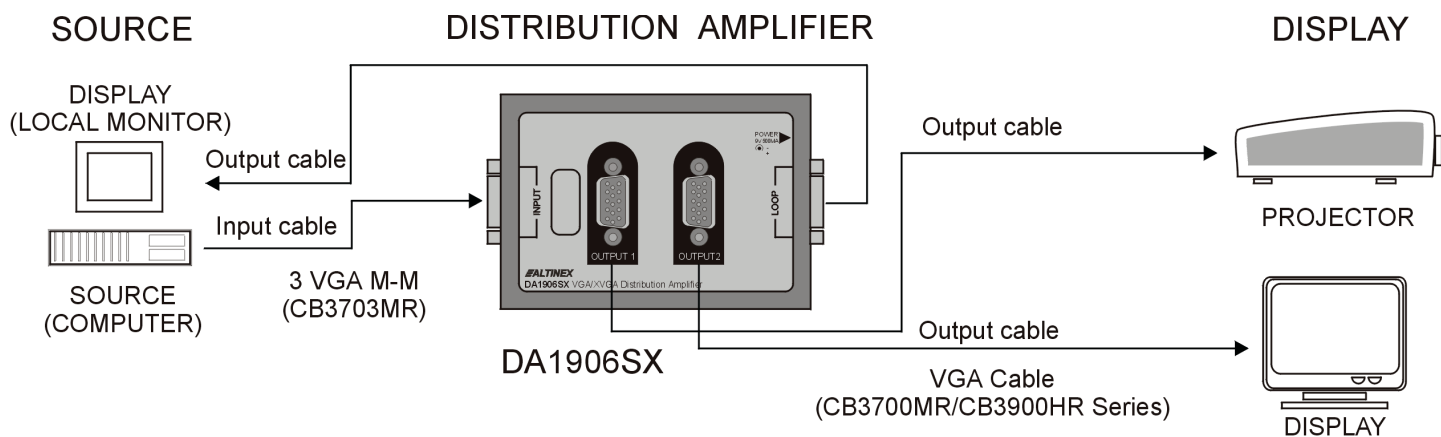 SOURCE
DISTRIBUTION AMPLIFIER
DISPLAY
DISPLAY
(LOCAL MONITOR)
Output cable
Input cable
SOURCE
(COMPUTER)
3 VGA M-M
(CB3703MR)
POWER
9V 500MA
- +
INPUT
LOOP
OUTPUT 1
OUTPUT2
ALTINEX
DA1906SX VGA/XVGA Distribution Amplifier
DA1906SX
Output cable
PROJECTOR
Output cable
VGA Cable
(CB3700MR/CB3900HR Series)
DISPLAY